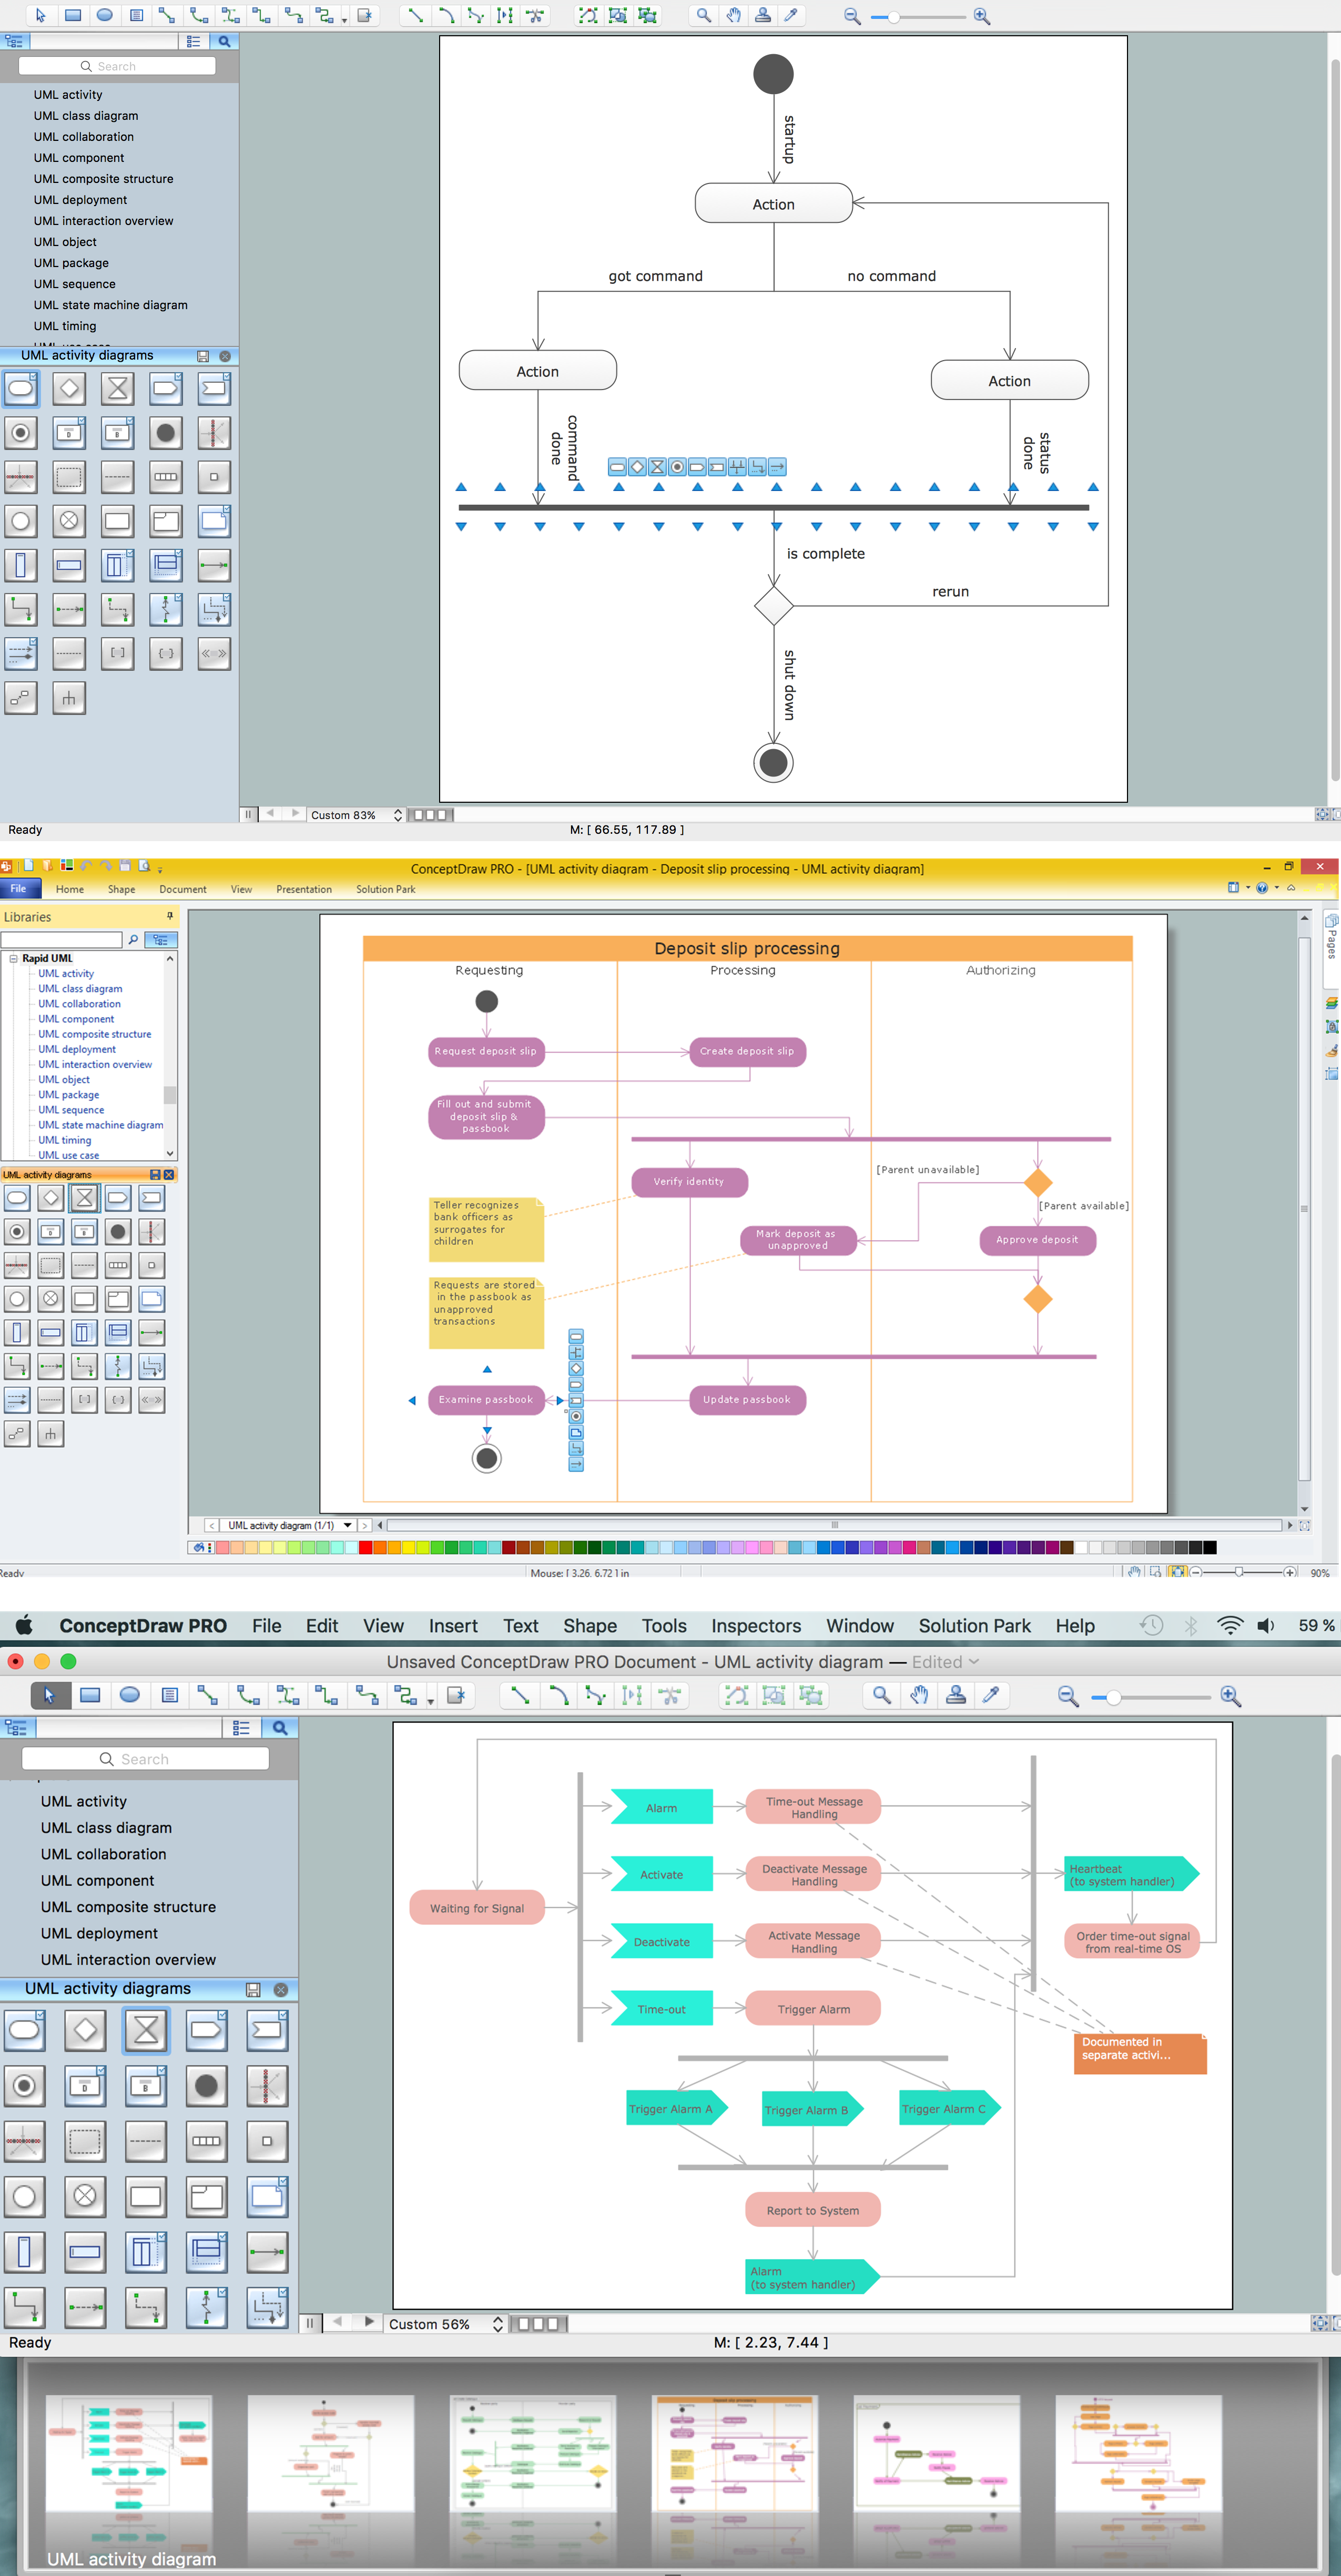 Search
UML activity
UML class diagram
UML collaboration
UML component
UML composite structure
UML deployment
UML interaction overview
UML object
UML package
UML sequence
UML state machine diagram
UML timing
UML use case
UML activity diagrams
startup
Action
got command
no command
Action
Action
command
done
status
done
is complete
rerun
shut down
Custom 83%
Ready
M: [ 66.55, 117.89 ]
ConceptDraw PRO - [UML activity diagram - Deposit slip processing - UML activity diagram]
File
Home
Shape
Document
View
Presentation
Solution Park
Libraries
Pages
Rapid UML
UML activity
UML class diagram
UML collaboration
UML component
UML composite structure
UML deployment
UML interaction overview
UML object
UML package
UML sequence
UML state machine diagram
UML timing
UML use case
UML activity diagrams
Deposit slip processing
Requesting
Processing
Authorizing
Request deposit slip
Create deposit slip
Fill out and submit
deposit slip &
passbook
Verify identity
[Parent unavailable]
[Parent available]
Teller recognizes
bank officers as
surrogates for
children
Mark deposit as
unapproved
Approve deposit
Requests are stored
in the passbook as
unapproved
transactions
Examine passbook
Update passbook
UML activity diagram (1/1)
Ready
Mouse: [ 3.26, 6.72 ] in
90%
ConceptDraw PRO
File
Edit
View
Insert
Text
Shape
Tools
Inspectors
Window
Solution Park
Help
59 %
Unsaved ConceptDraw PRO Document - UML activity diagram — Edited
Search
UML activity
UML class diagram
UML collaboration
UML component
UML composite structure
UML deployment
UML interaction overview
UML activity diagrams
Alarm
Time-out Message
Handling
Activate
Deactivate Message
Handling
Heartbeat
(to system handler)
Waiting for Signal
Deactivate
Activate Message
Handling
Order time-out signal
from real-time OS
Time-out
Trigger Alarm
Documented in
separate activi...
Trigger Alarm A
Trigger Alarm B
Trigger Alarm C
Report to System
Alarm
(to system handler)
Custom 56%
Ready
M: [ 2.23, 7.44 ]
UML activity diagram